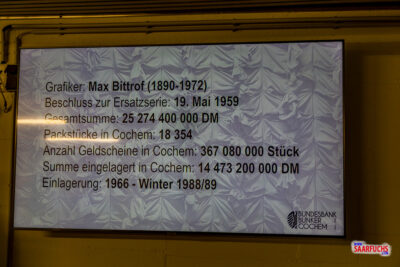 Grafiker: Max Bittrof (1890-1972)
Beschluss zur Ersatzserie: 19. Mai 1959
Gesamtsumme: 25 274 400 000 DM
Packstücke in Cochem: 18 354
Anzahl Geldscheine in Cochem: 367 080 000 Stück
Summe eingelagert in Cochem: 14 473 200 000 DM
Einlagerung: 1966 - Winter 1988/89
BUNDESBANK
BUNKER
COCHEM
SAARFUCHS